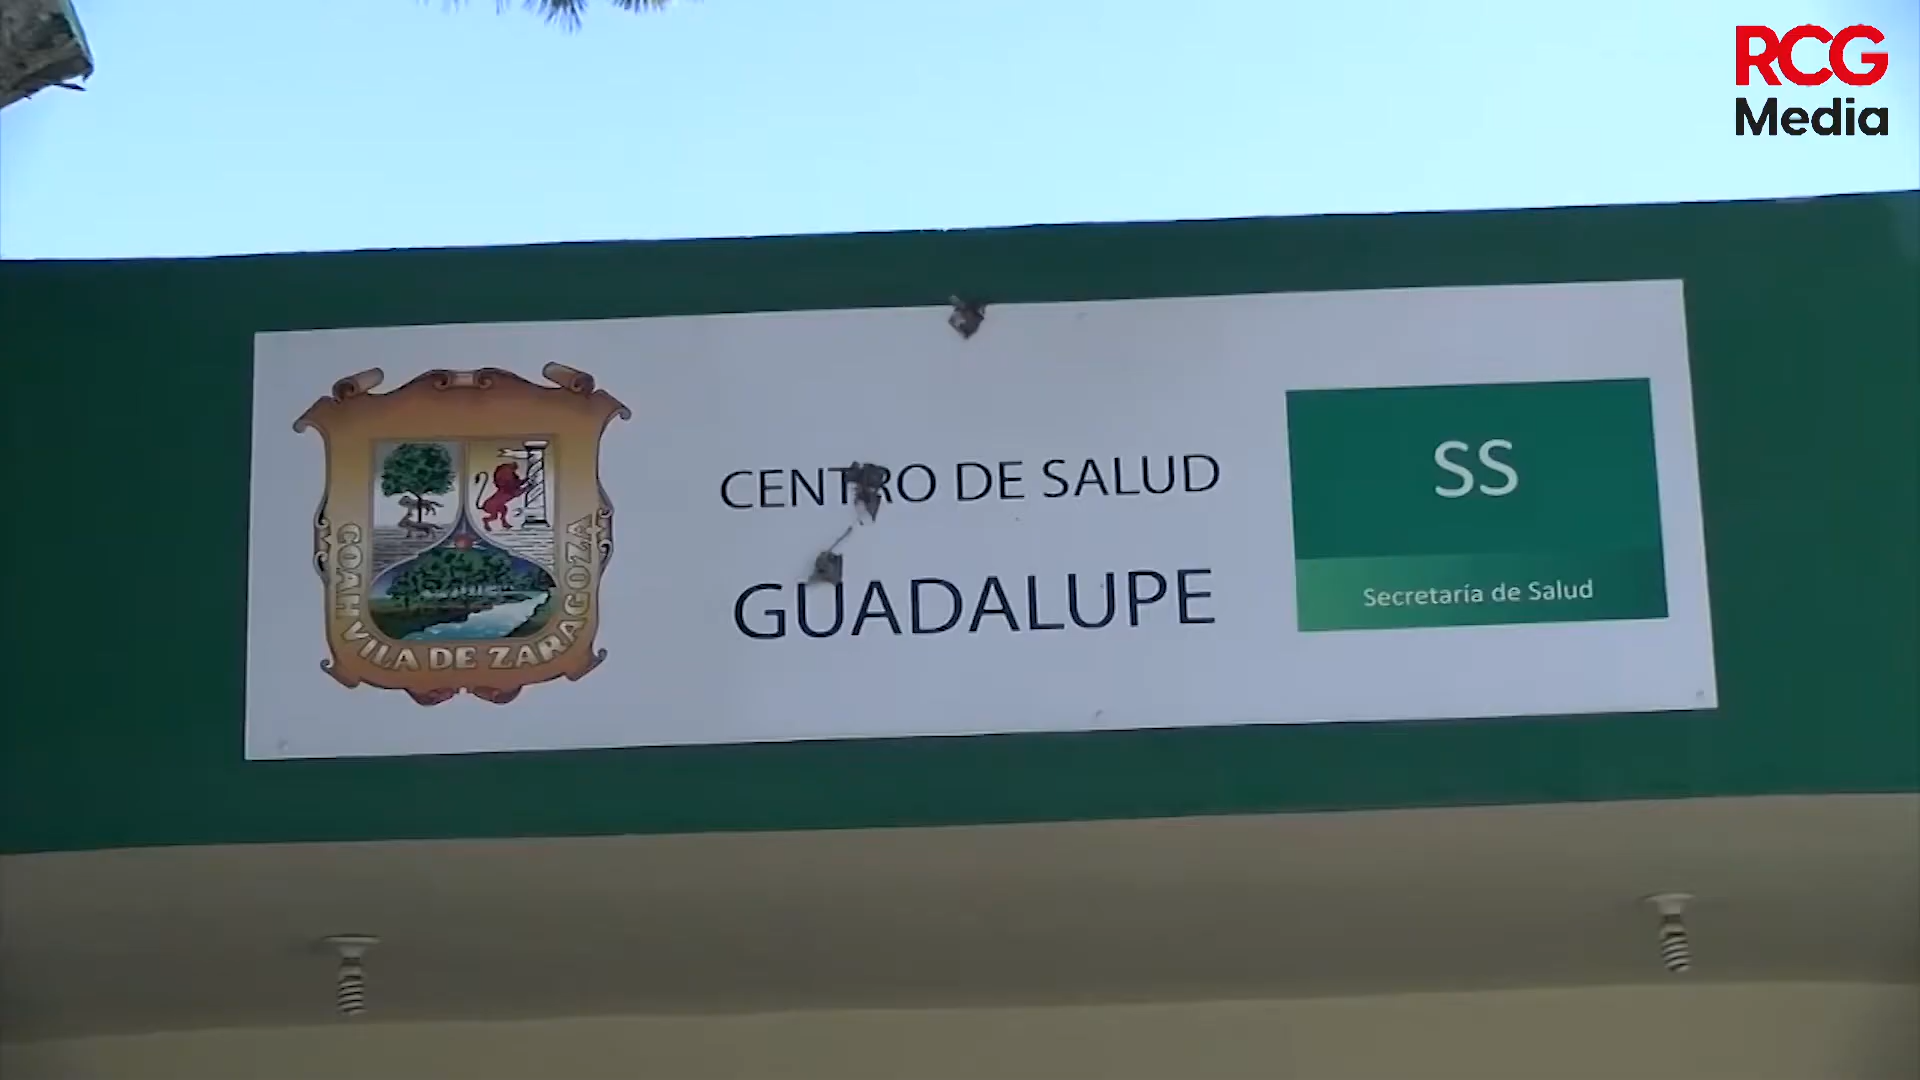 RCG
Media
COAHVILA DE ZARAGOZA
CENTRO DE SALUD
GUADALUPE
SS
Secretaría de Salud